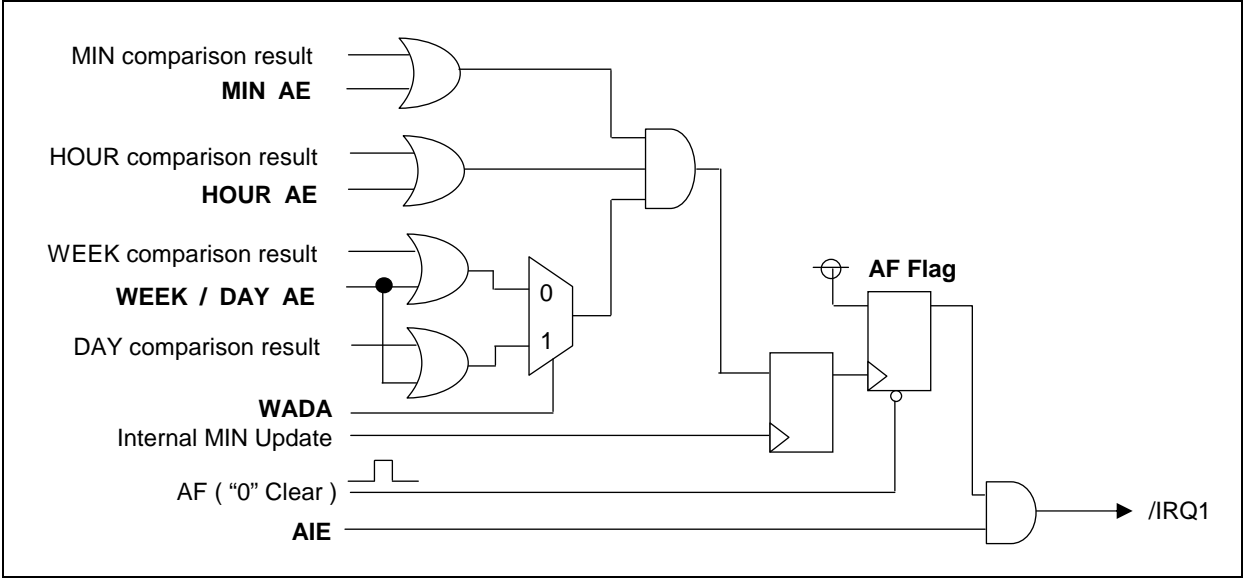 MIN comparison result
MIN AE
HOUR comparison result
HOUR AE
WEEK comparison result
WEEK / DAY AE
DAY comparison result
WADA
Internal MIN Update
AF ( “0” Clear )
AIE
0
1
AF Flag
/IRQ1